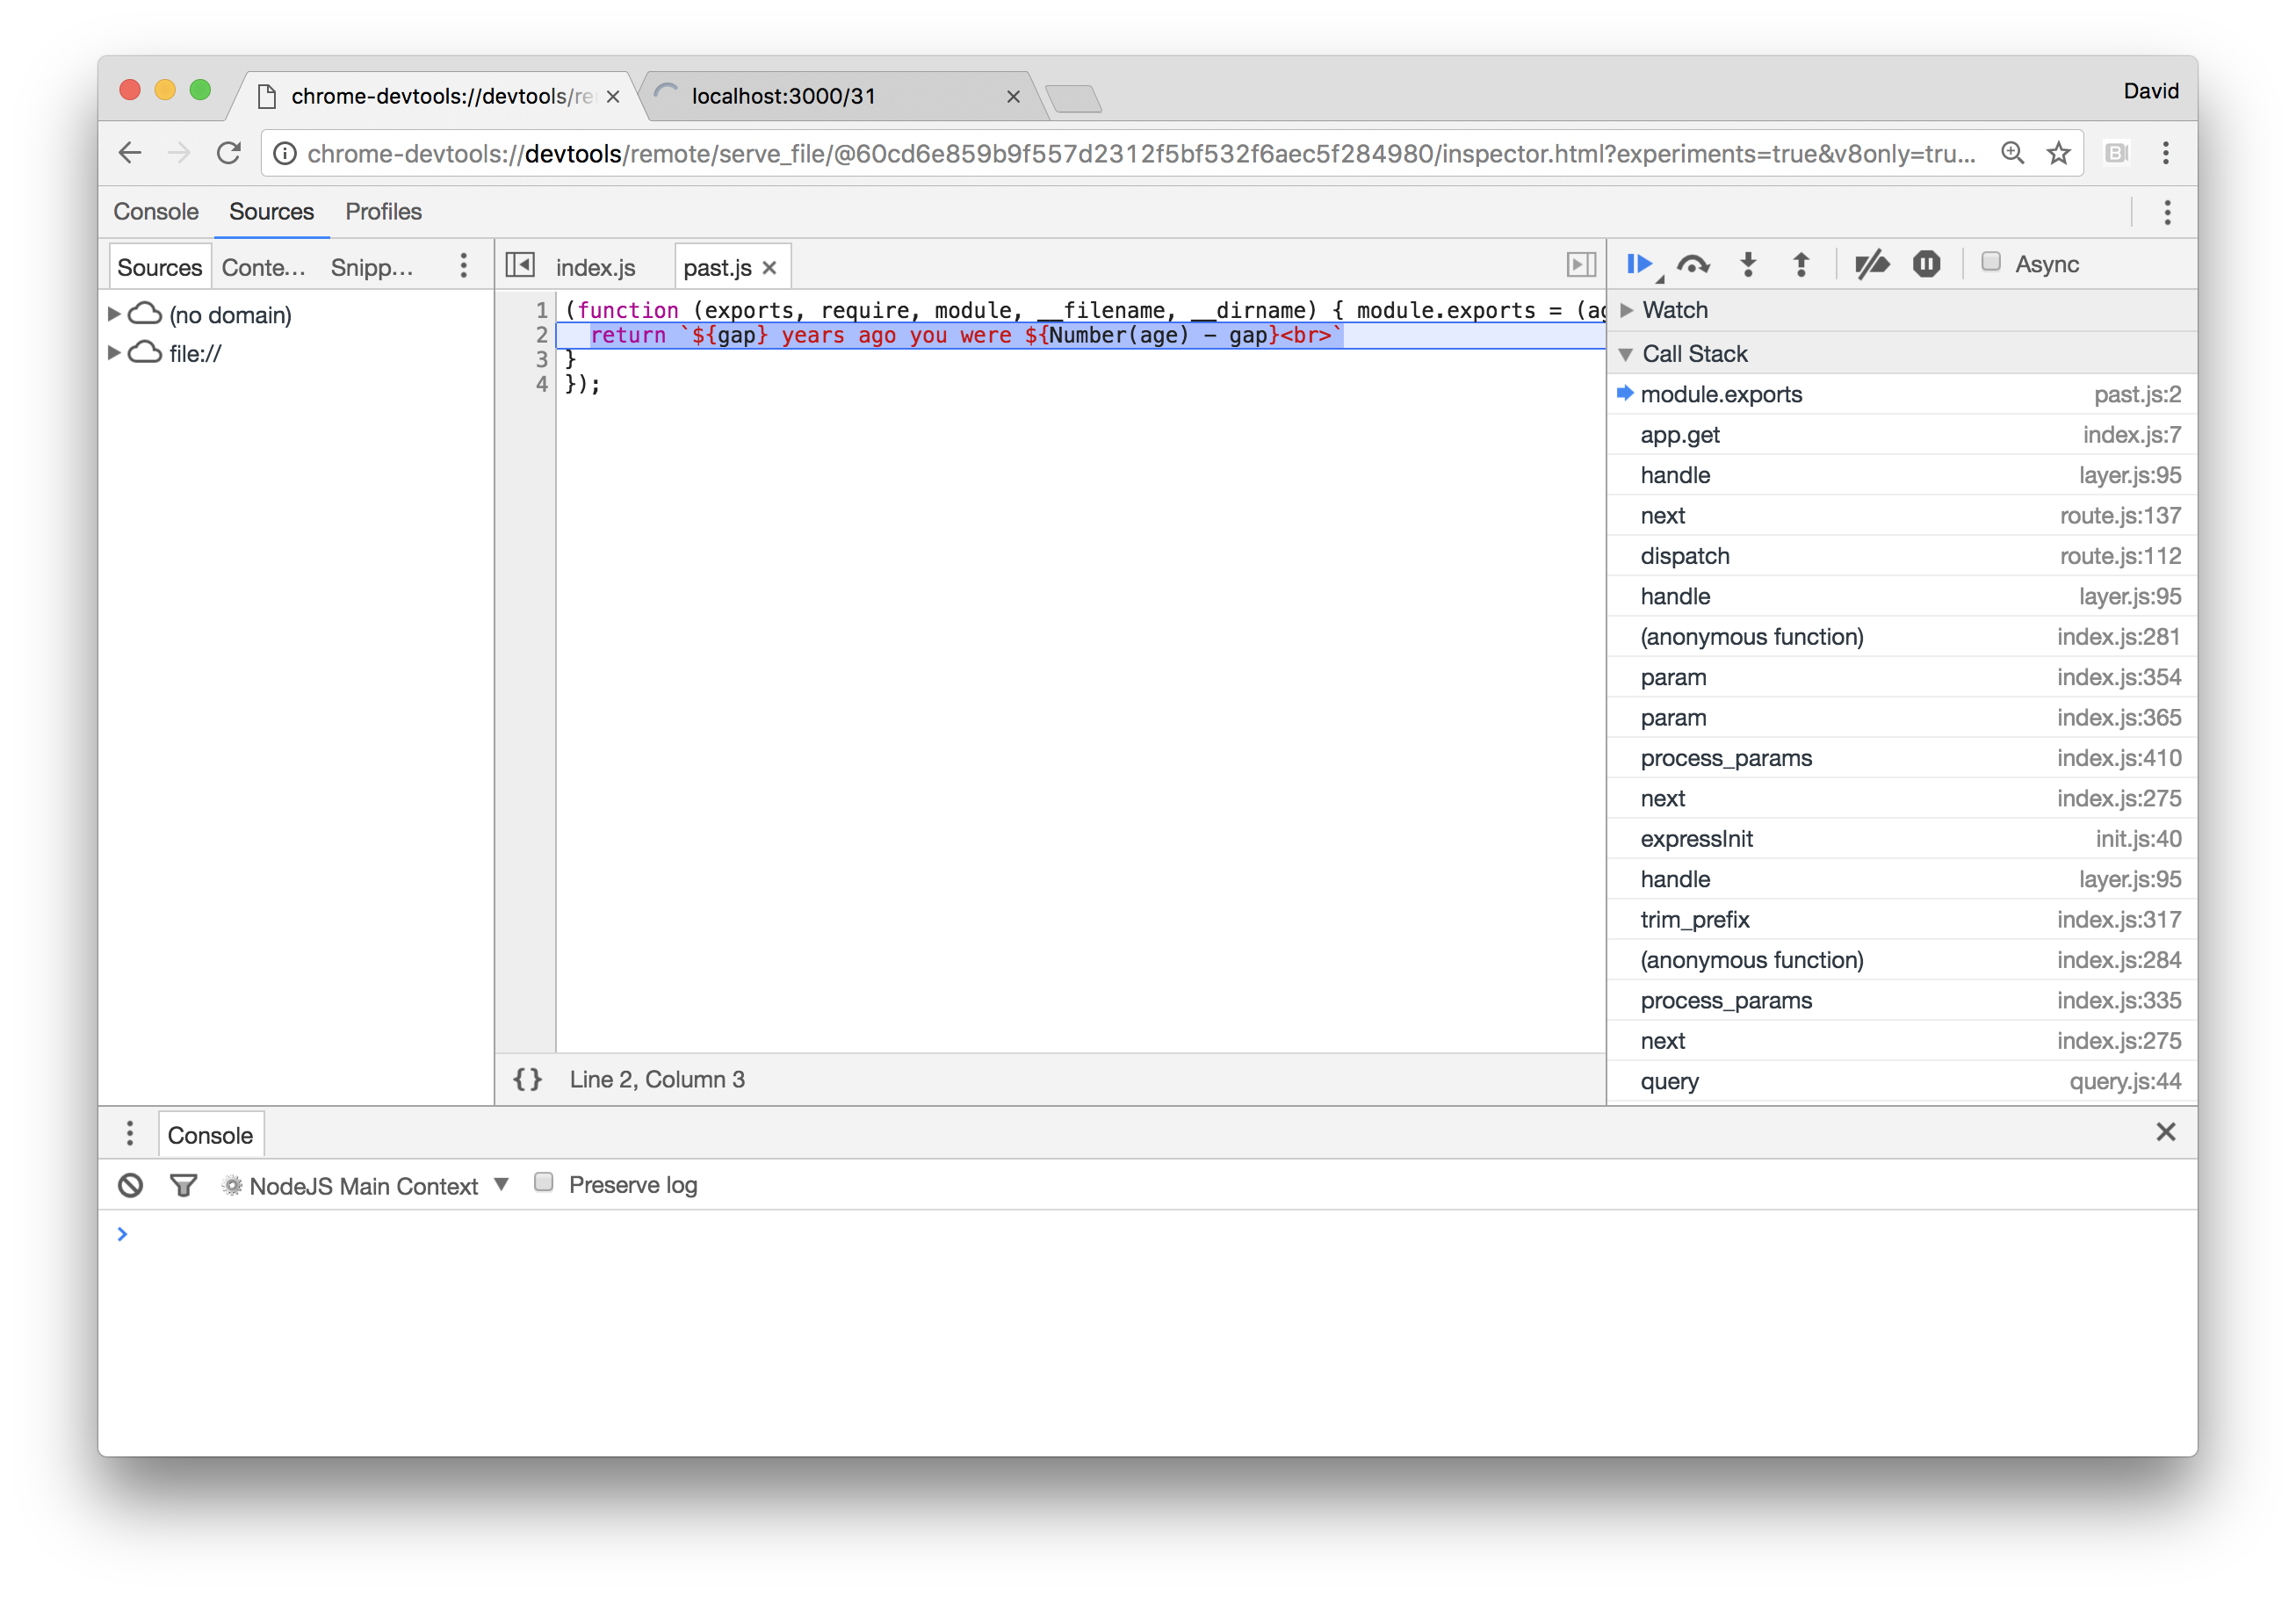 chrome-devtools://devtools/re
localhost:3000/31
David
chrome-devtools://devtools/remote/serve_file/@60cd6e859b9f557d2312f5bf532f6aec5f284980/inspector.html?experiments=true&v8only=tru...
Console Sources Profiles
Sources Conte... Snipp...
index.js past.js
Async
(no domain)
file://
1 (function (exports, require, module, __filename, __dirname) { module.exports = (ag
2 return `${gap} years ago you were ${Number(age) - gap}<br>`
3 }
4 });
Line 2, Column 3
Watch
Call Stack
module.exports past.js:2
app.get index.js:7
handle layer.js:95
next route.js:137
dispatch route.js:112
handle layer.js:95
(anonymous function) index.js:281
param index.js:354
param index.js:365
process_params index.js:410
next index.js:275
expressInit init.js:40
handle layer.js:95
trim_prefix index.js:317
(anonymous function) index.js:284
process_params index.js:335
next index.js:275
query query.js:44
Console
NodeJS Main Context Preserve log